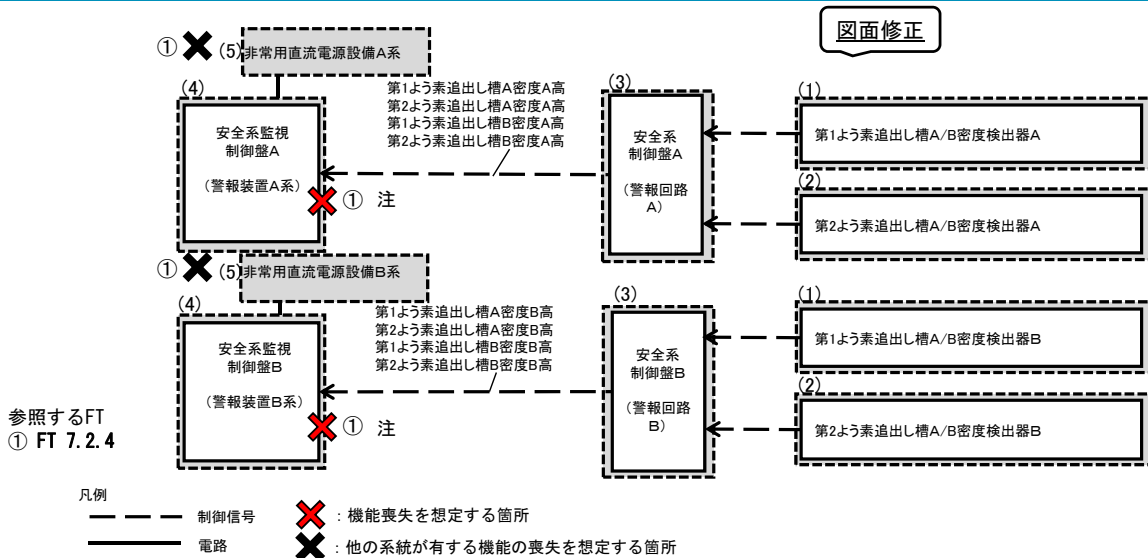 図面修正
① (5) 非常用直流電源設備A系
(4)
安全系監視
制御盤A
(警報装置A系)
① 注
第1よう素追出し槽A密度A高
第2よう素追出し槽A密度A高
第1よう素追出し槽B密度A高
第2よう素追出し槽B密度A高
(3)
安全系
制御盤A
(警報回路
A)
(1)
第1よう素追出し槽A/B密度検出器A
(2)
第2よう素追出し槽A/B密度検出器A
① (5) 非常用直流電源設備B系
(4)
安全系監視
制御盤B
(警報装置B系)
① 注
第1よう素追出し槽A密度B高
第2よう素追出し槽A密度B高
第1よう素追出し槽B密度B高
第2よう素追出し槽B密度B高
(3)
安全系
制御盤B
(警報回路
B)
(1)
第1よう素追出し槽A/B密度検出器B
(2)
第2よう素追出し槽A/B密度検出器B
参照するFT
① FT 7.2.4
凡例
制御信号
:機能喪失を想定する箇所
電路
:他の系統が有する機能の喪失を想定する箇所